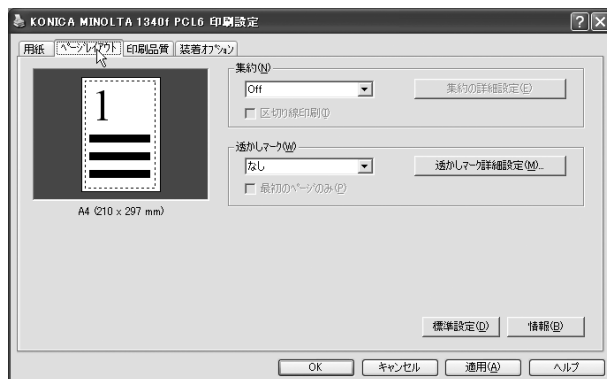 KONICA MINOLTA 1340f PCL6 印刷設定
用紙 ページレイアウト 印刷品質 装着オプション
集約(N)
Off 集約の詳細設定(E)
区切り線印刷(I)
透かしマーク(W)
なし 透かしマーク詳細設定(M)...
最初のページのみ(P)
1
A4 (210 x 297 mm)
標準設定(D) 情報(B)
OK キャンセル 適用(A) ヘルプ